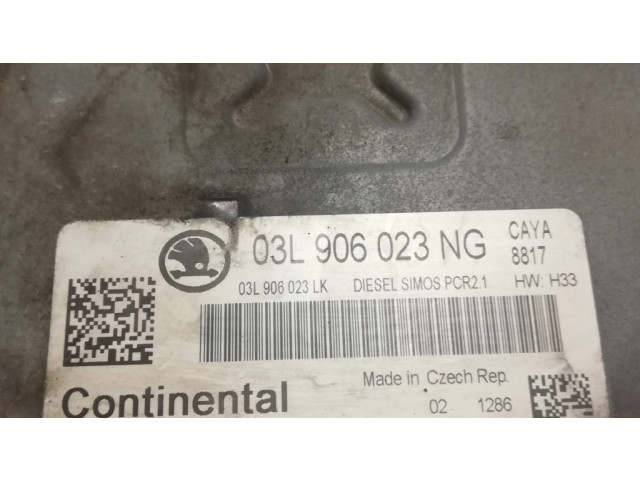 03L 906 023 NG CAYA
8817
03L 906 023 LK DIESEL SIMOS PCR2.1 HW: H33
Continental
Made in Czech Rep.
02 1286